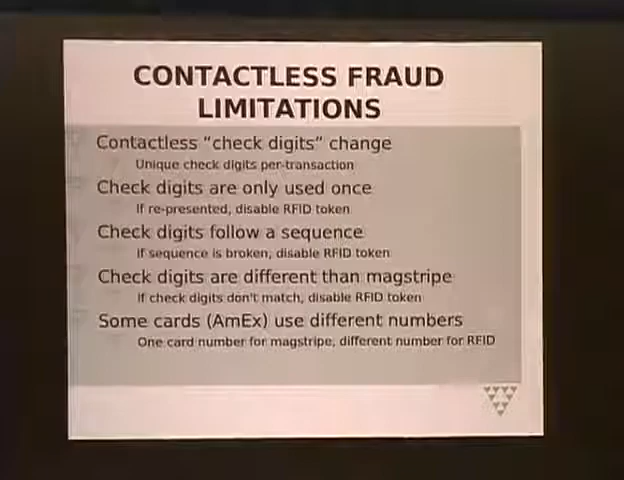 CONTACTLESS FRAUD
LIMITATIONS
Contactless "check digits" change
Unique check digits per-transaction
Check digits are only used once
If re-presented, disable RFID token
Check digits follow a sequence
If sequence is broken, disable RFID token
Check digits are different than magstripe
If check digits don't match, disable RFID token
Some cards (AmEx) use different numbers
One card number for magstripe, different number for RFID